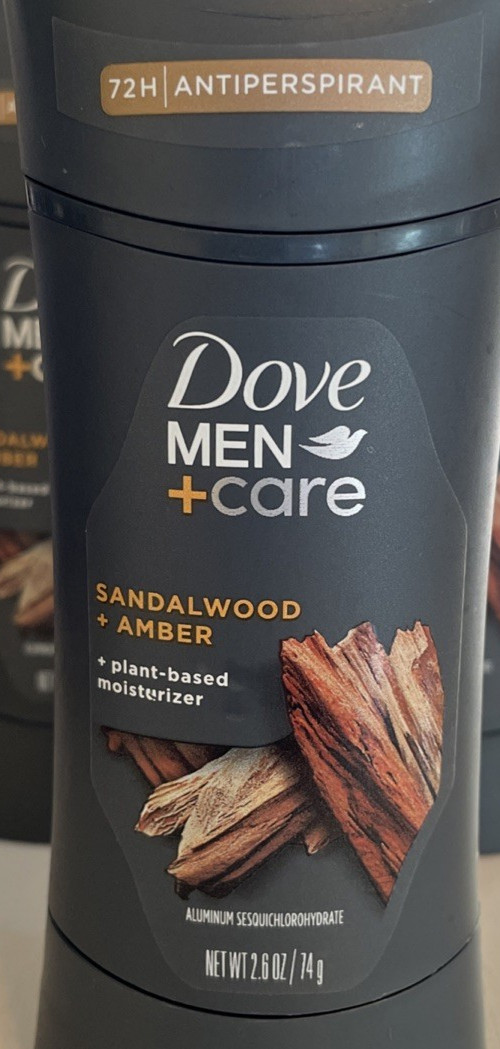 72H | ANTIPERSPIRANT
Dove
MEN
+care
SANDALWOOD
+ AMBER
+ plant-based
moisturizer
ALUMINUM SESQUICHLOROHYDRATE
NET WT 2.6 OZ / 74 g